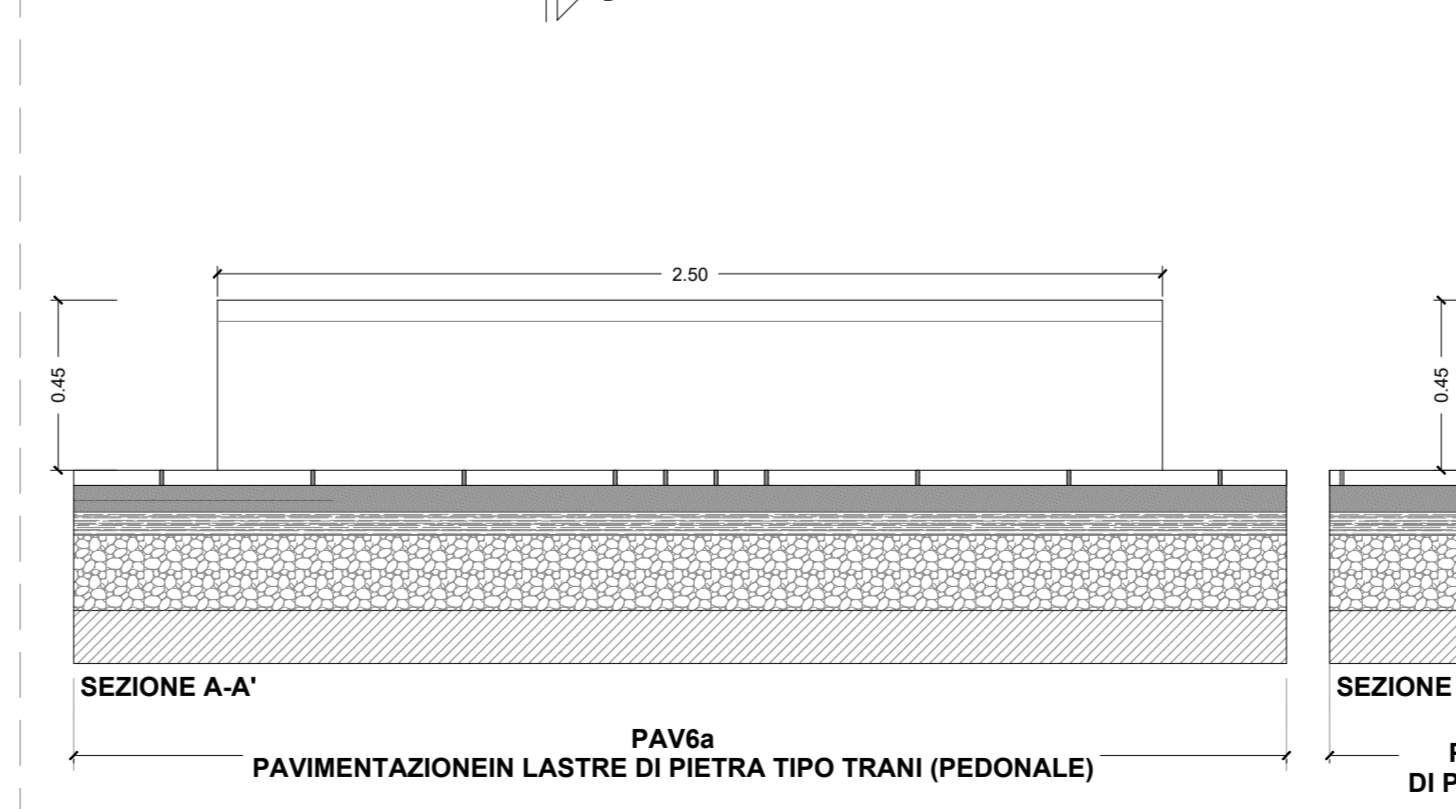 2.50
0.45
0.45
SEZIONE A-A'
SEZIONE
PAV6a
PAVIMENTAZIONEIN LASTRE DI PIETRA TIPO TRANI (PEDONALE)
DI P